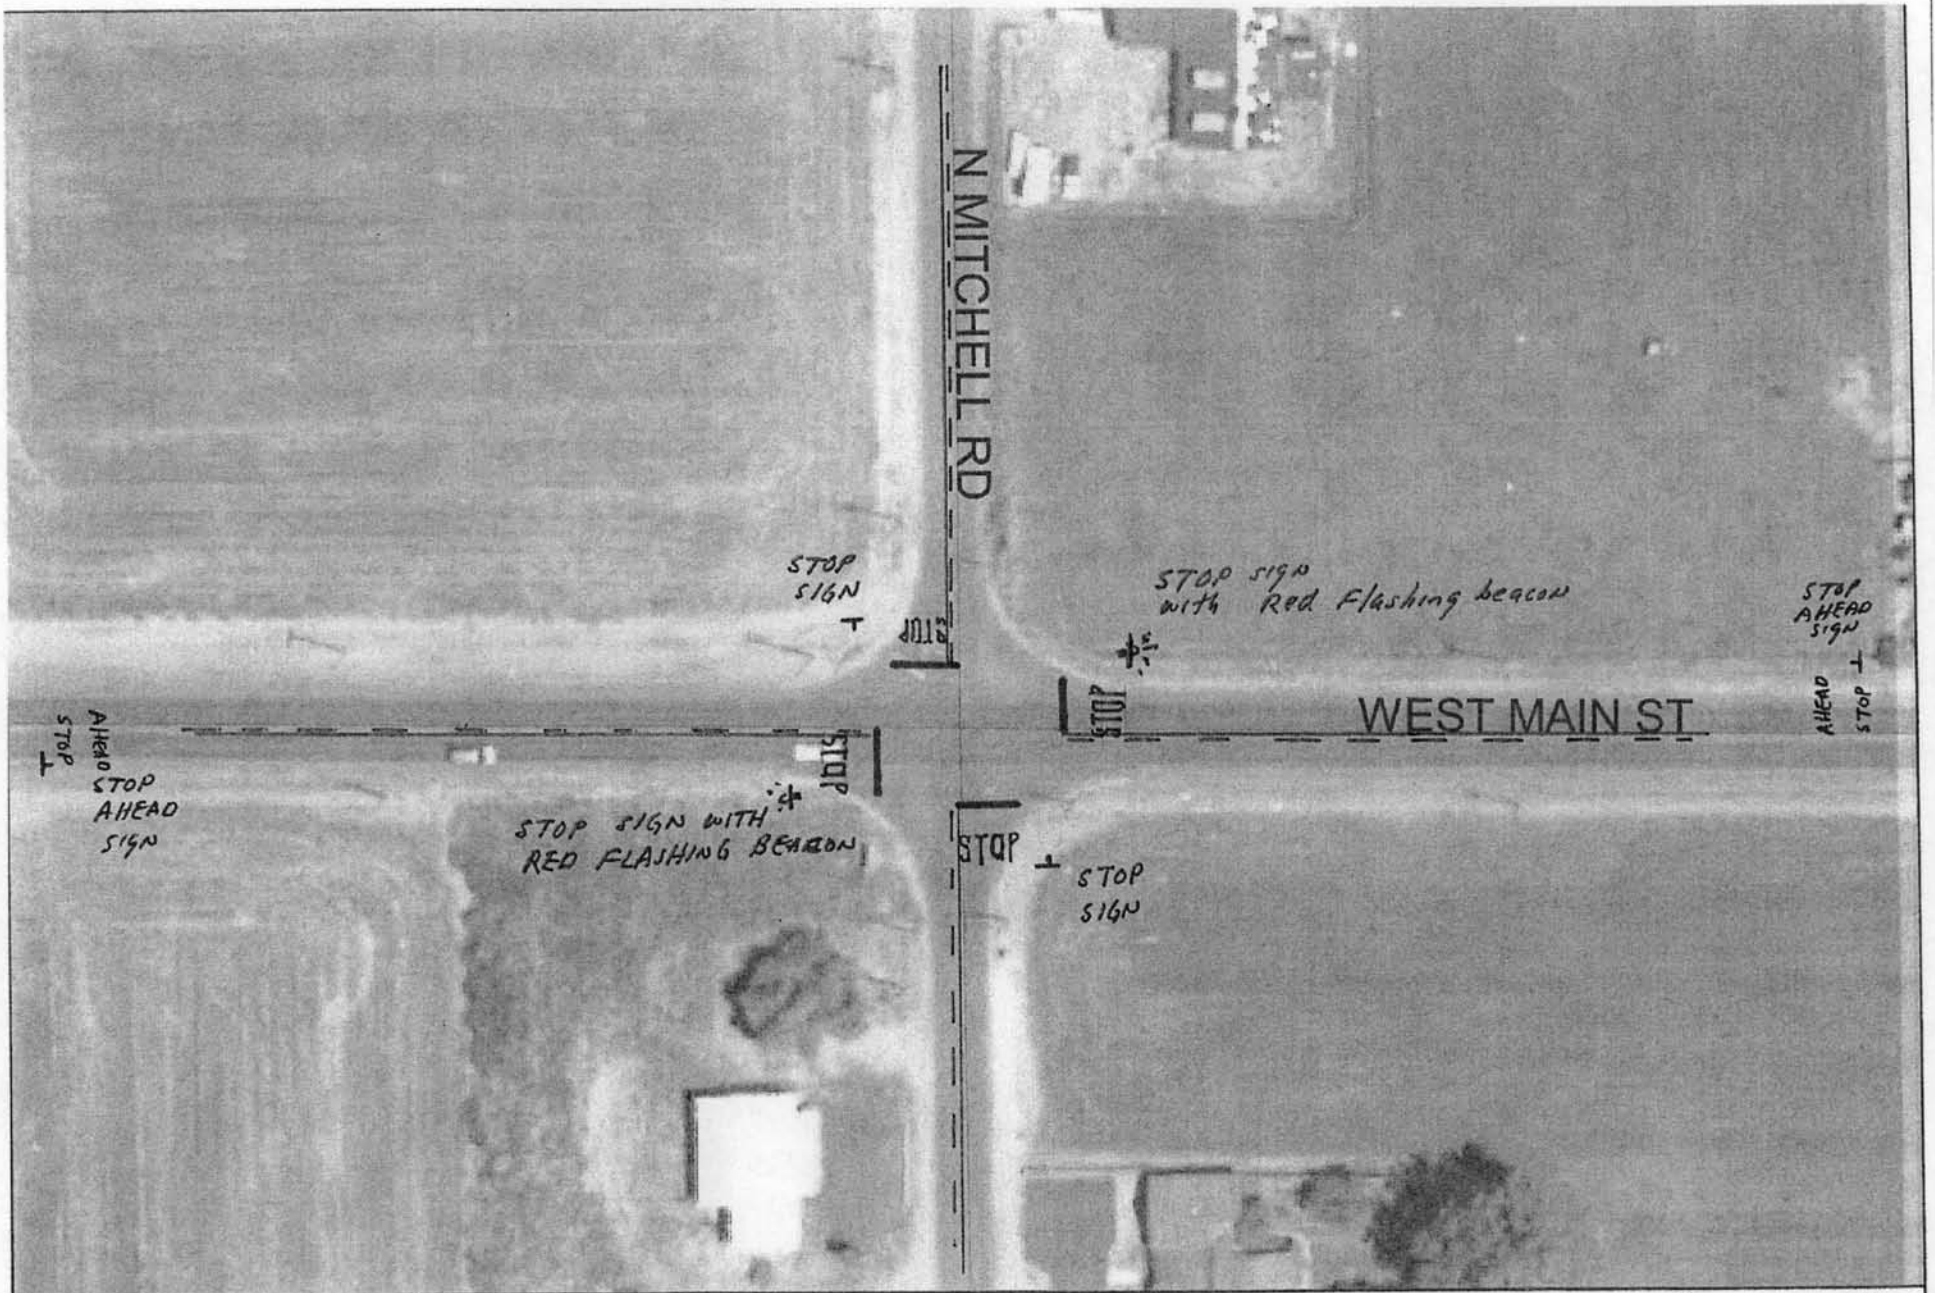 N MITCHELL RD
STOP
SIGN
STOP
STOP SIGN
with Red Flashing beacon
STOP
AHEAD
SIGN
STOP
WEST MAIN ST
AHEAD
STOP
STOP
AHEAD
STOP
AHEAD
SIGN
STOP
STOP SIGN WITH
RED FLASHING BEACON
STOP
STOP
SIGN